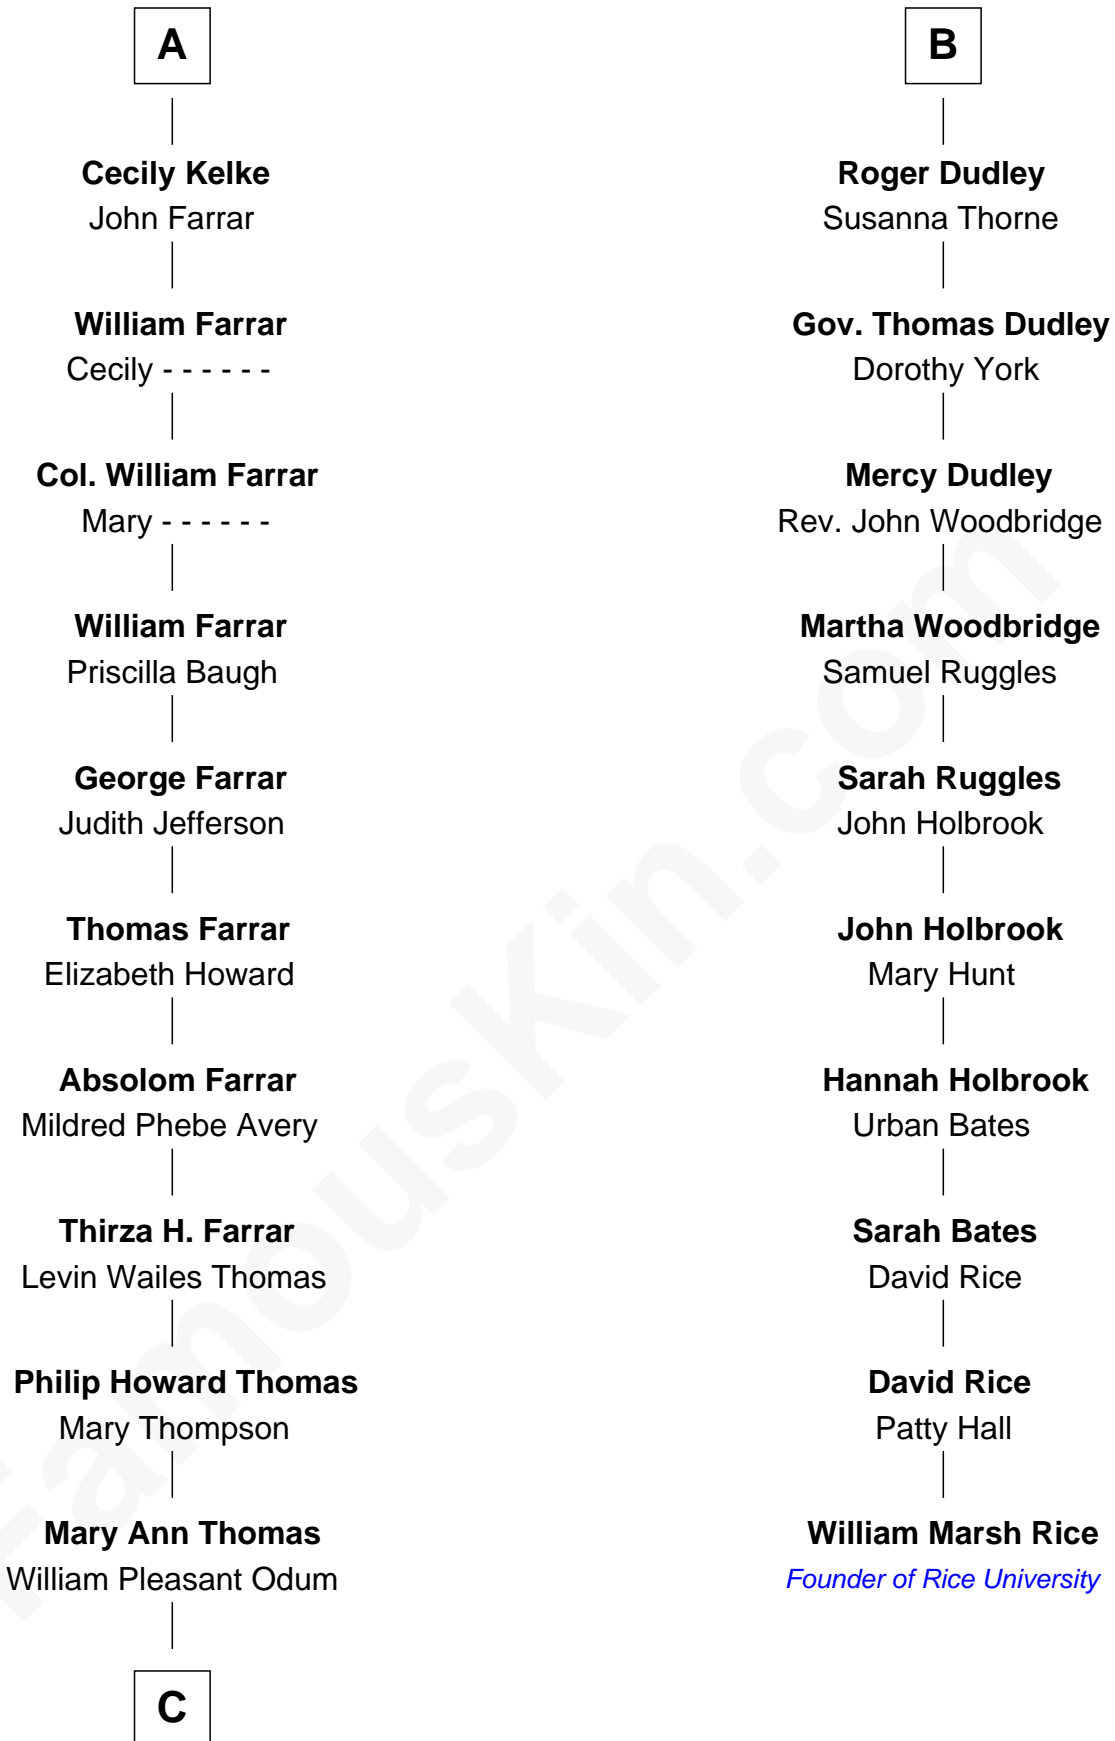 A
Cecily Kelke
John Farrar
William Farrar
Cecily - - - - - -
Col. William Farrar
Mary - - - - - -
William Farrar
Priscilla Baugh
George Farrar
Judith Jefferson
Thomas Farrar
Elizabeth Howard
Absolom Farrar
Mildred Phebe Avery
Thirza H. Farrar
Levin Wailes Thomas
Philip Howard Thomas
Mary Thompson
Mary Ann Thomas
William Pleasant Odum
C
B
Roger Dudley
Susanna Thorne
Gov. Thomas Dudley
Dorothy York
Mercy Dudley
Rev. John Woodbridge
Martha Woodbridge
Samuel Ruggles
Sarah Ruggles
John Holbrook
John Holbrook
Mary Hunt
Hannah Holbrook
Urban Bates
Sarah Bates
David Rice
David Rice
Patty Hall
William Marsh Rice
Founder of Rice University
FamousKin.com